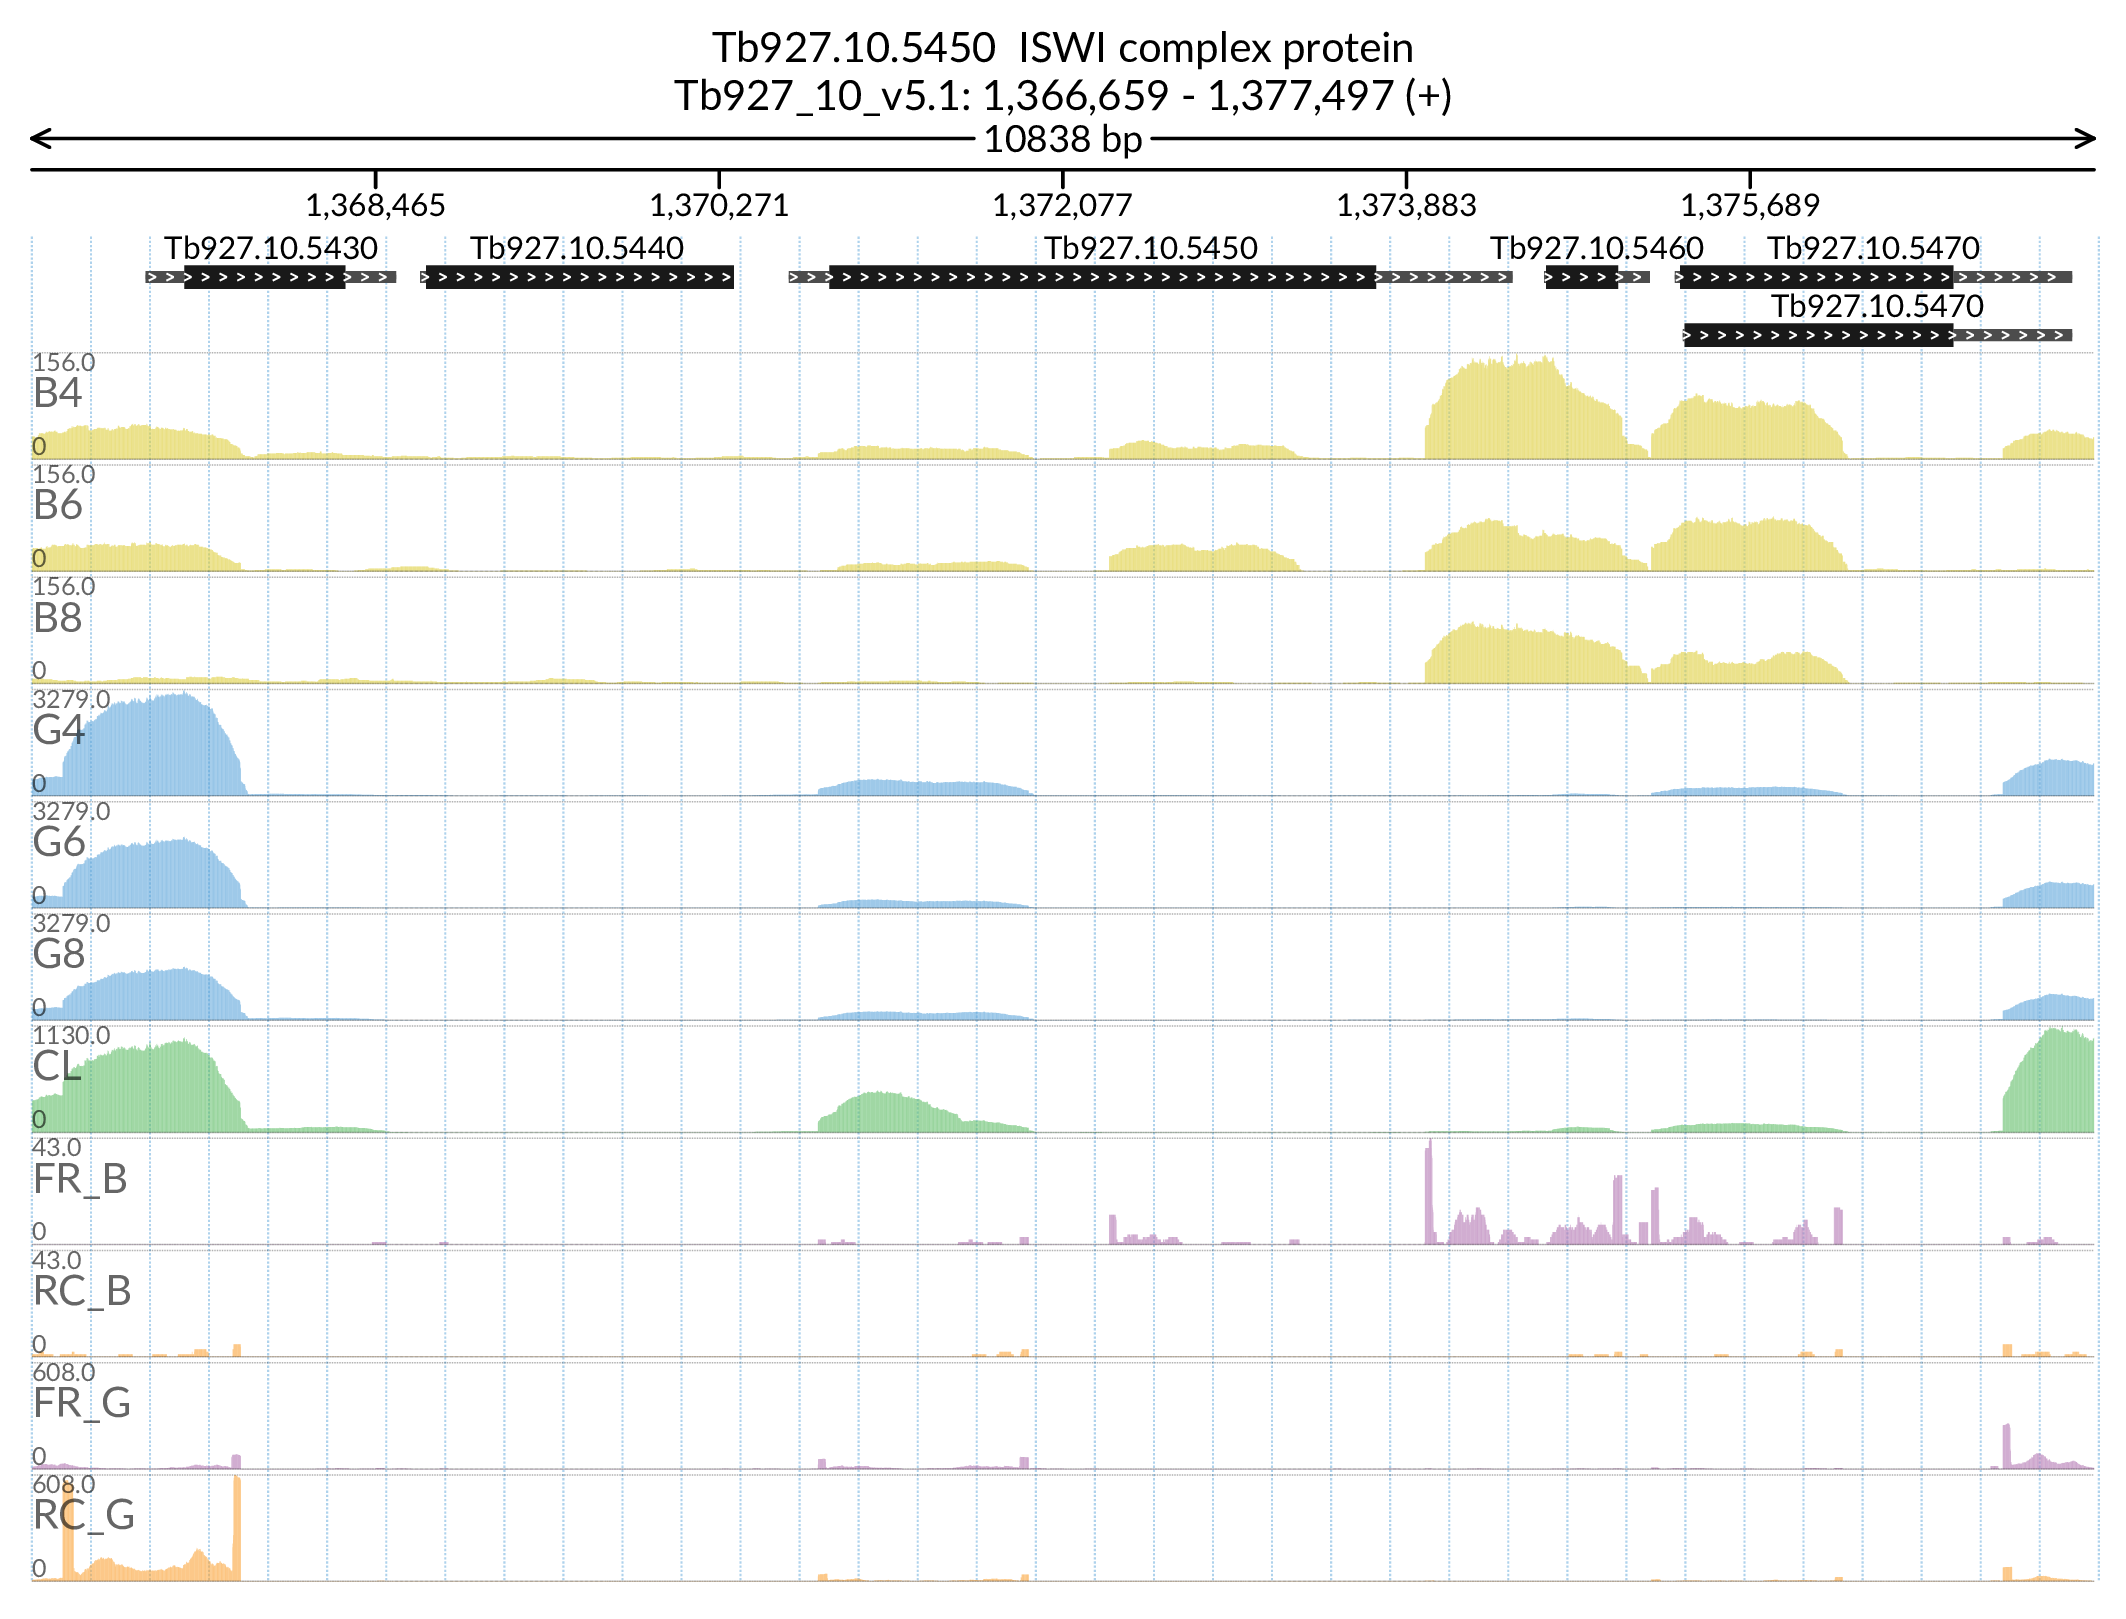 Tb927.10.5450  ISWI complex protein
Tb927_10_v5.1: 1,366,659 - 1,377,497 (+)
10838 bp
1,368,465 1,370,271 1,372,077 1,373,883 1,375,689
Tb927.10.5430 Tb927.10.5440 Tb927.10.5450 Tb927.10.5460 Tb927.10.5470
Tb927.10.5470
156.0
B4
0
156.0
B6
0
156.0
B8
0
3279.0
G4
0
3279.0
G6
0
3279.0
G8
0
1130.0
CL
0
43.0
FR_B
0
43.0
RC_B
0
608.0
FR_G
0
608.0
RC_G
0